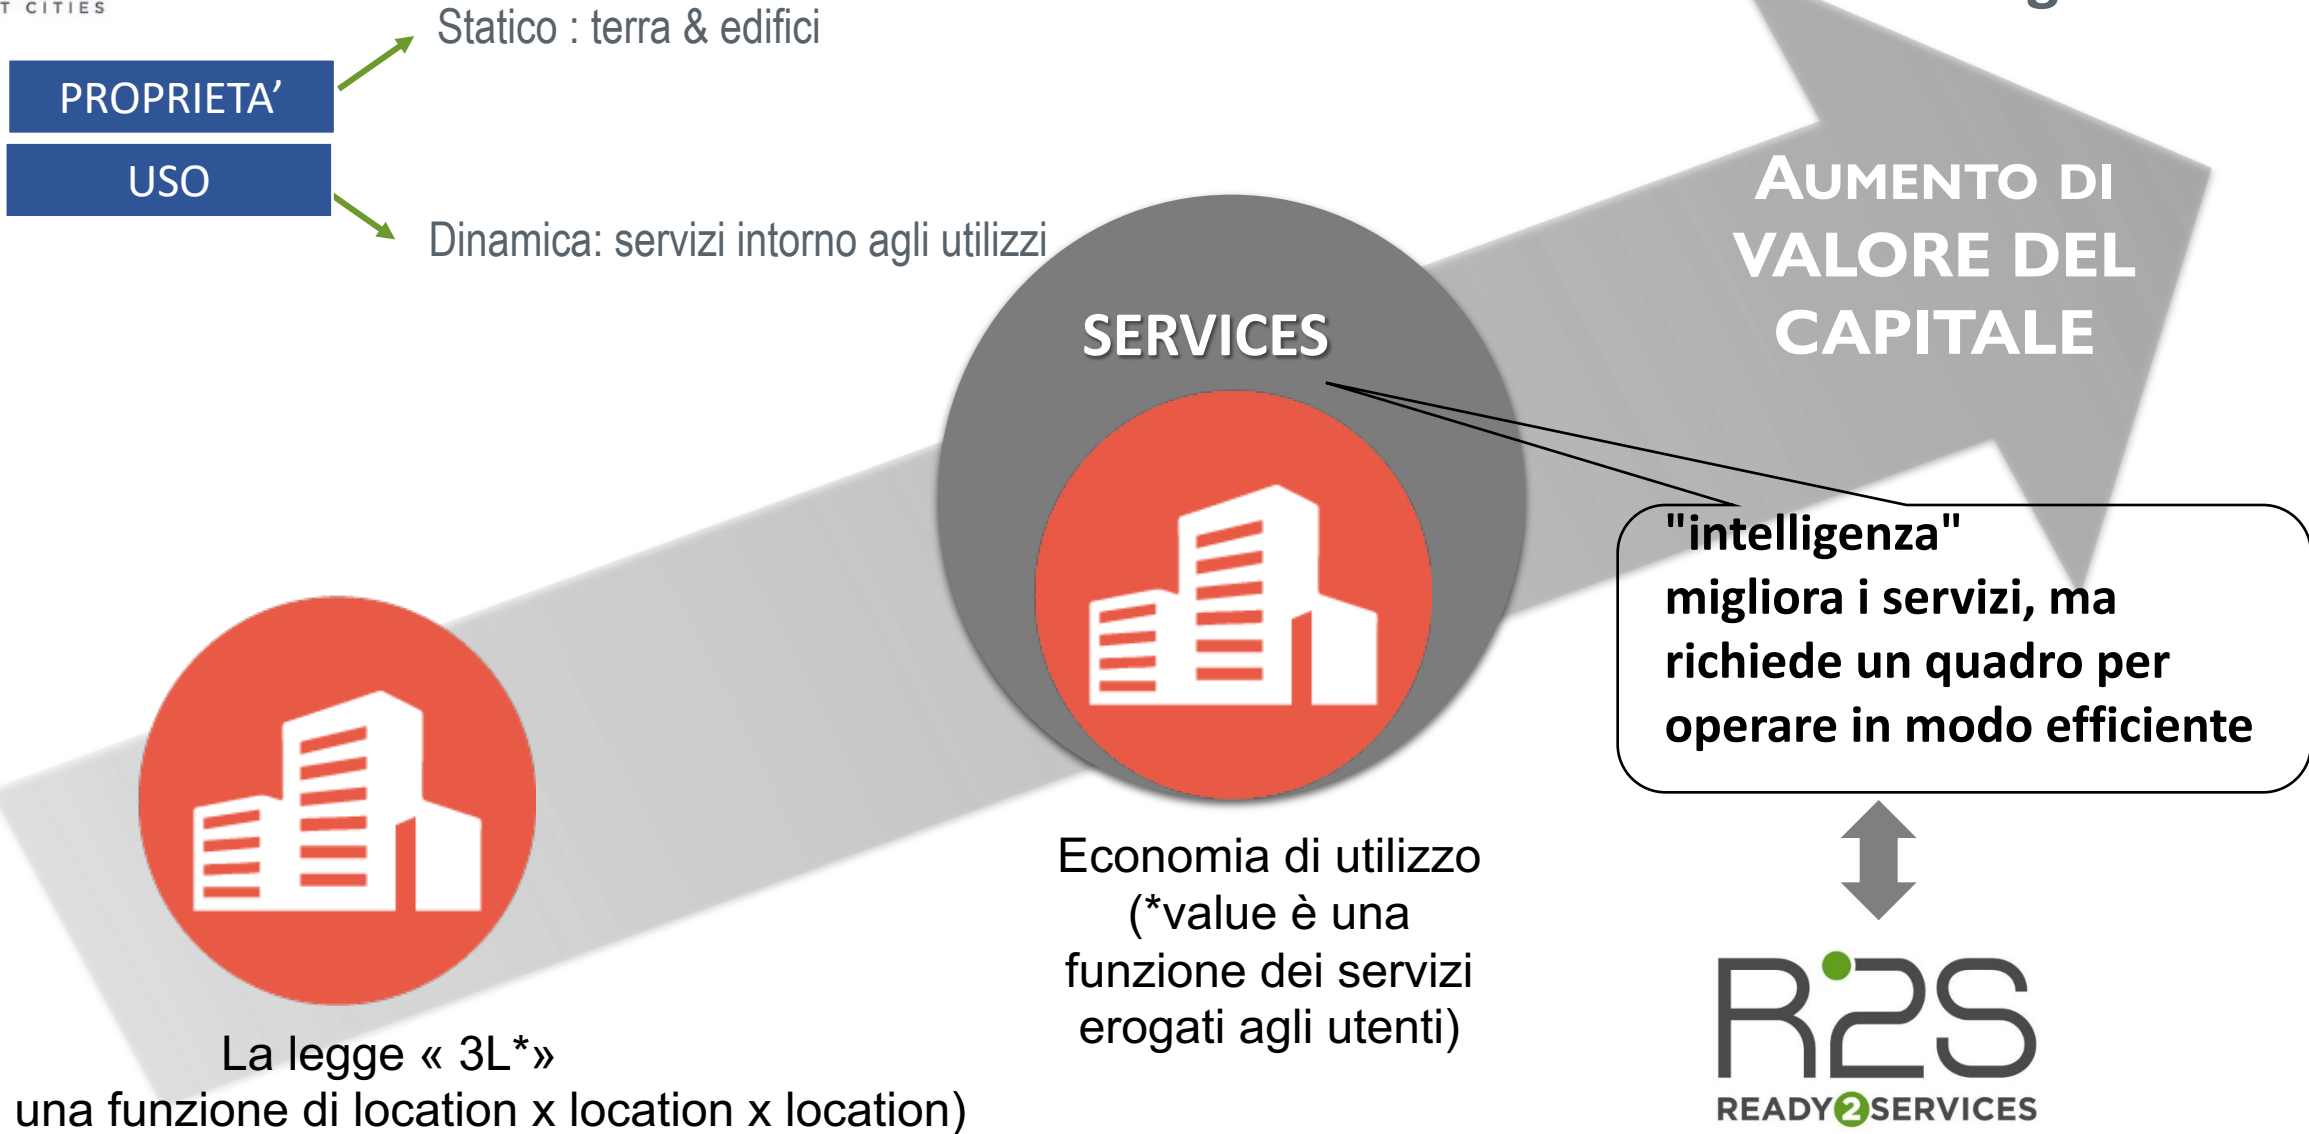 T CITIES
Statico : terra & edifici
PROPRIETA’
USO
Dinamica: servizi intorno agli utilizzi
AUMENTO DI
VALORE DEL
CAPITALE
SERVICES
"intelligenza"
migliora i servizi, ma
richiede un quadro per
operare in modo efficiente
Economia di utilizzo
(*value è una
funzione dei servizi
erogati agli utenti)
La legge « 3L*»
una funzione di location x location x location)
R2S
READY2SERVICES